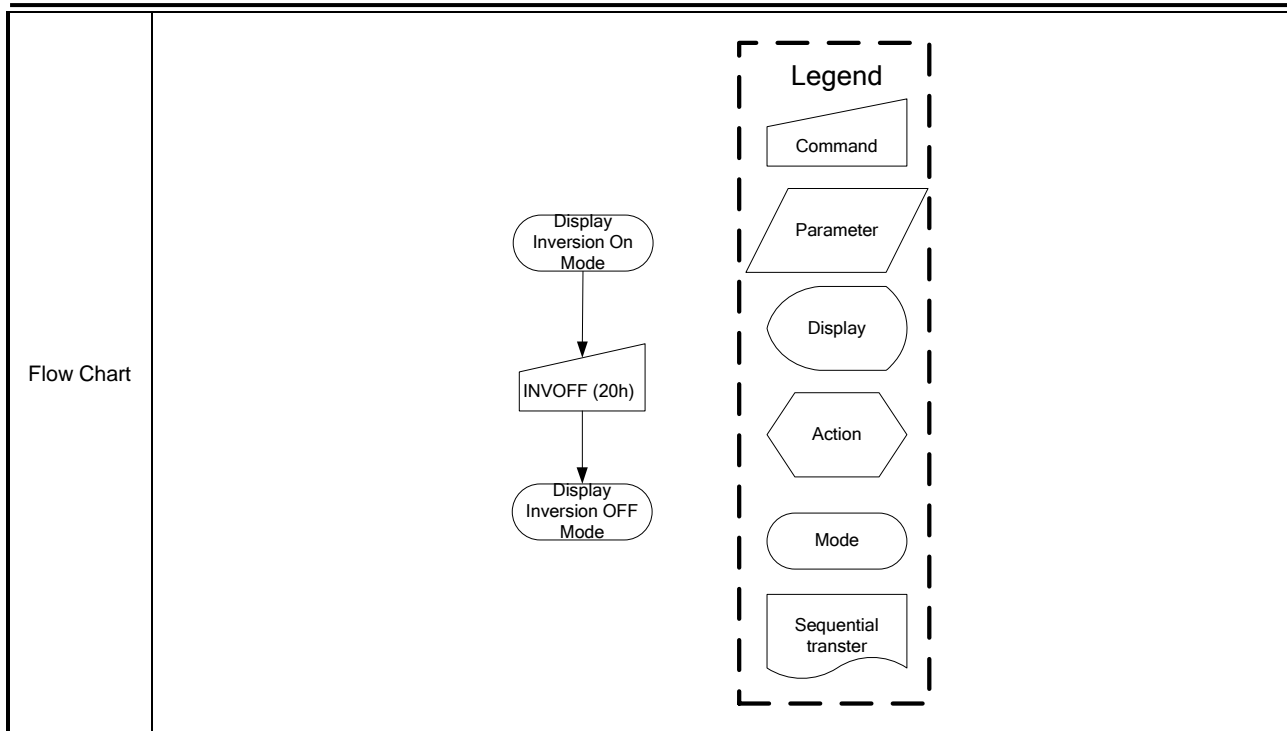 Flow Chart
Display
Inversion On
Mode
INVOFF (20h)
Display
Inversion OFF
Mode
Legend
Command
Parameter
Display
Action
Mode
Sequential
transter